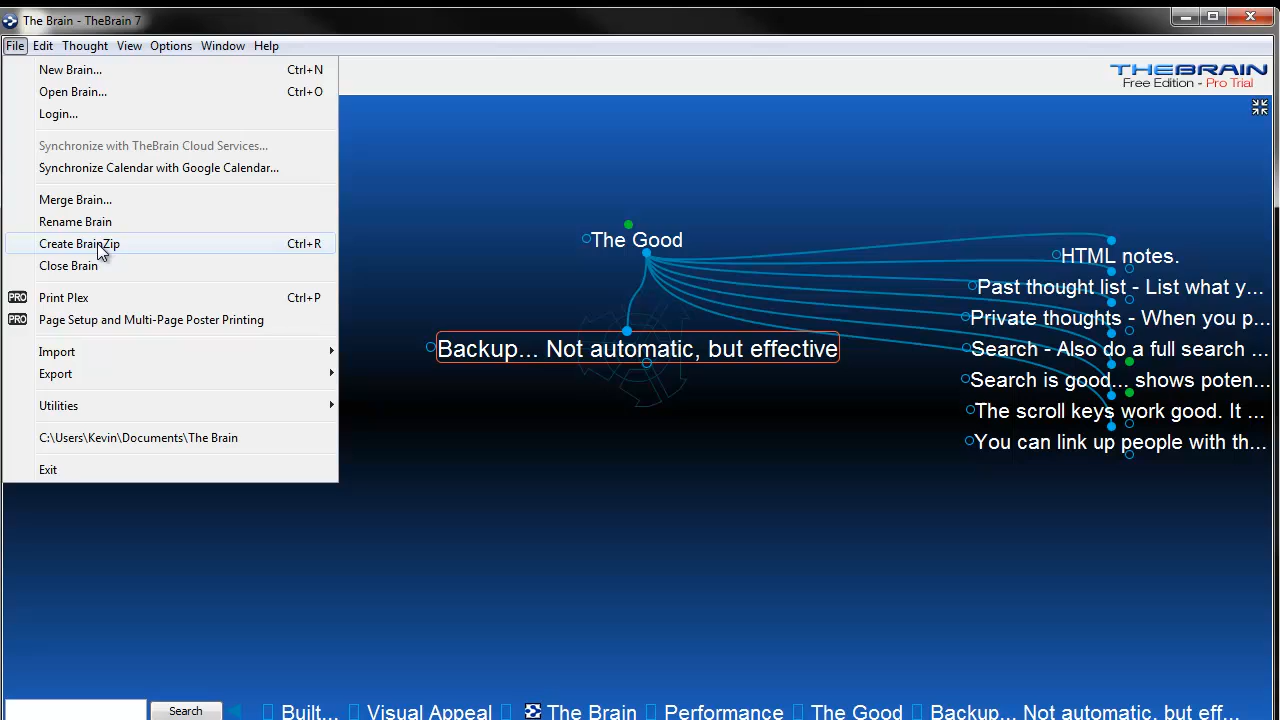 The Brain - TheBrain 7
File Edit Thought View Options Window Help
New Brain... Ctrl+N
Open Brain... Ctrl+O
Login...
Synchronize with TheBrain Cloud Services...
Synchronize Calendar with Google Calendar...
Merge Brain...
Rename Brain
Create BrainZip Ctrl+R
Close Brain
PRO Print Plex Ctrl+P
PRO Page Setup and Multi-Page Poster Printing
Import
Export
Utilities
C:\Users\Kevin\Documents\The Brain
Exit
THEBRAIN
Free Edition - Pro Trial
The Good
Backup... Not automatic, but effective
HTML notes.
Past thought list - List what y...
Private thoughts - When you p...
Search - Also do a full search ...
Search is good... shows poten...
The scroll keys work good. It ...
You can link up people with th...
Search Built... Visual Appeal The Brain Performance The Good Backup... Not automatic, but eff...